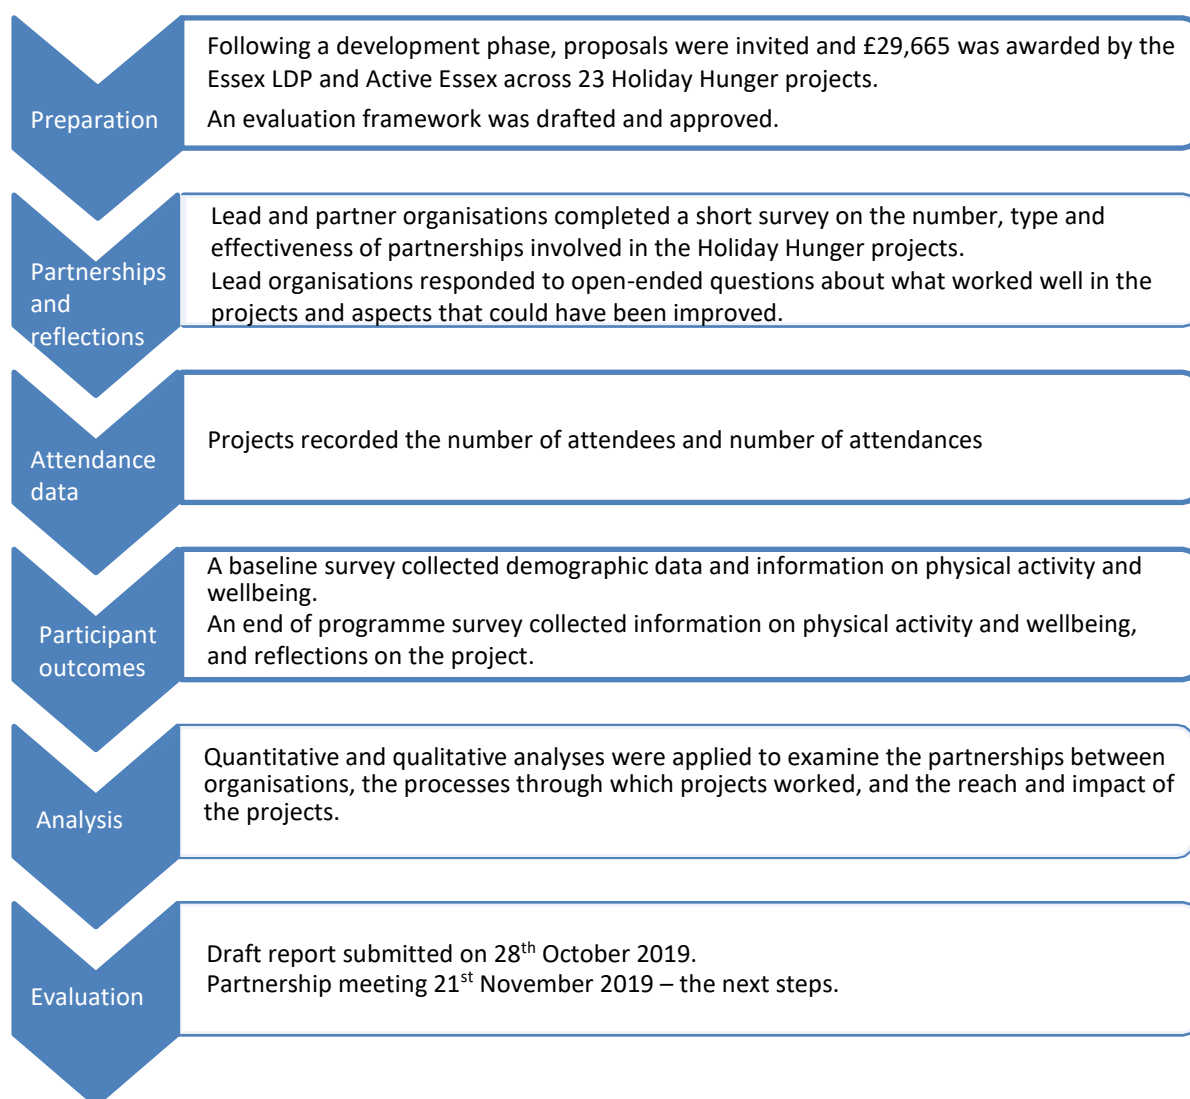 Preparation
Following a development phase, proposals were invited and £29,665 was awarded by the
Essex LDP and Active Essex across 23 Holiday Hunger projects.
An evaluation framework was drafted and approved.
Partnerships
and
reflections
Lead and partner organisations completed a short survey on the number, type and
effectiveness of partnerships involved in the Holiday Hunger projects.
Lead organisations responded to open-ended questions about what worked well in the
projects and aspects that could have been improved.
Attendance
data
Projects recorded the number of attendees and number of attendances
Participant
outcomes
A baseline survey collected demographic data and information on physical activity and
wellbeing.
An end of programme survey collected information on physical activity and wellbeing,
and reflections on the project.
Analysis
Quantitative and qualitative analyses were applied to examine the partnerships between
organisations, the processes through which projects worked, and the reach and impact of
the projects.
Evaluation
Draft report submitted on 28th October 2019.
Partnership meeting 21st November 2019 – the next steps.